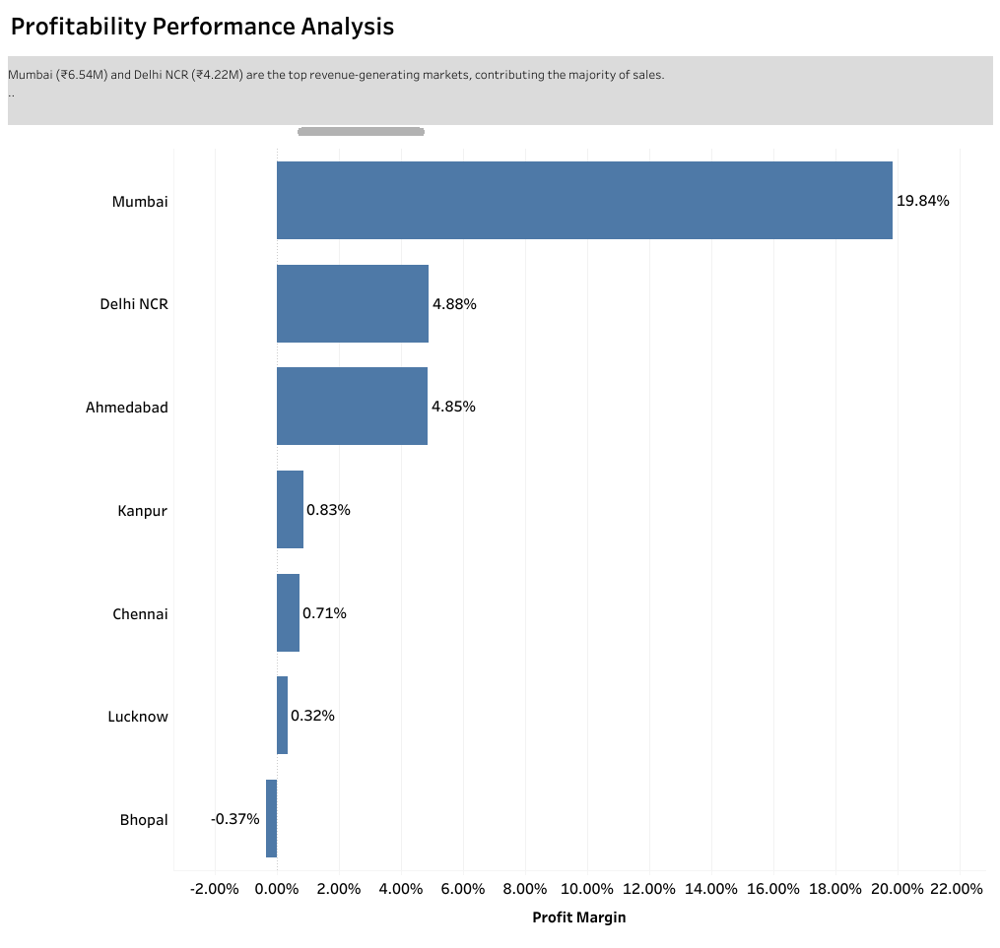 Profitability Performance Analysis
Mumbai (₹6.54M) and Delhi NCR (₹4.22M) are the top revenue-generating markets, contributing the majority of sales.
..
Mumbai 19.84%
Delhi NCR 4.88%
Ahmedabad 4.85%
Kanpur 0.83%
Chennai 0.71%
Lucknow 0.32%
Bhopal -0.37%
-2.00% 0.00% 2.00% 4.00% 6.00% 8.00% 10.00% 12.00% 14.00% 16.00% 18.00% 20.00% 22.00%
Profit Margin